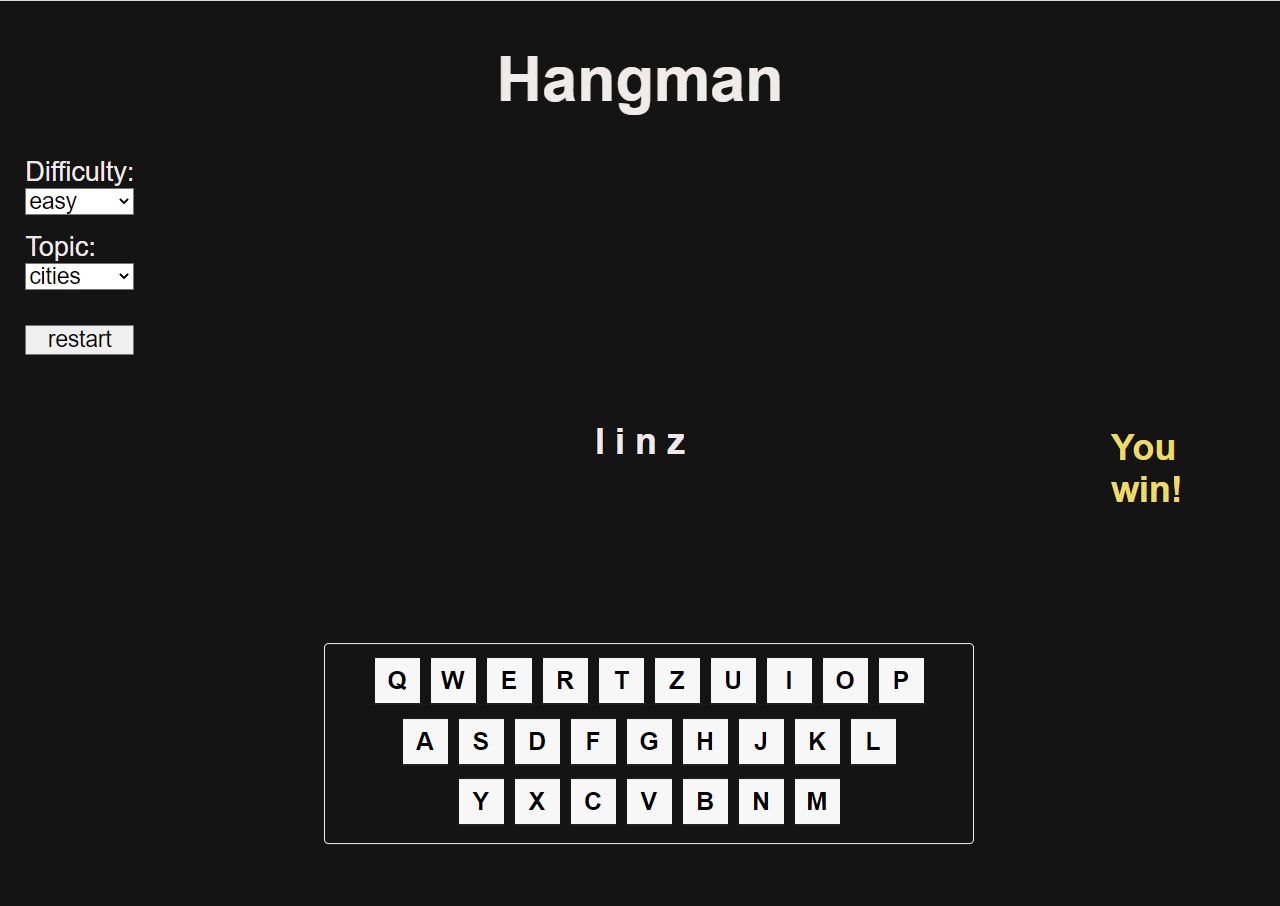 Hangman
Difficulty:
easy
Topic:
cities
restart
l i n z
You
win!
Q W E R T Z U I O P
A S D F G H J K L
Y X C V B N M